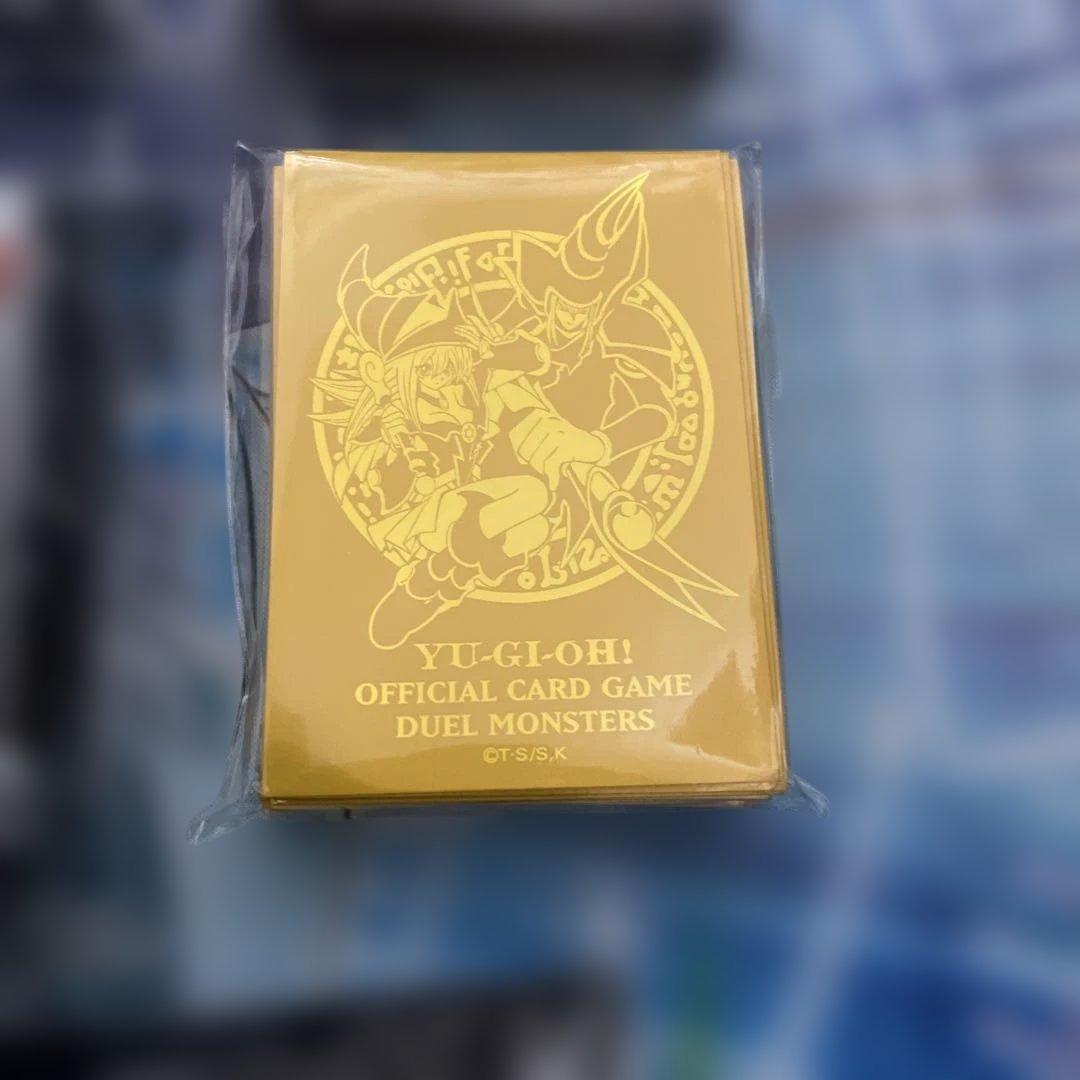 YU-GI-OH!
OFFICIAL CARD GAME
DUEL MONSTERS
©T·S/S,K